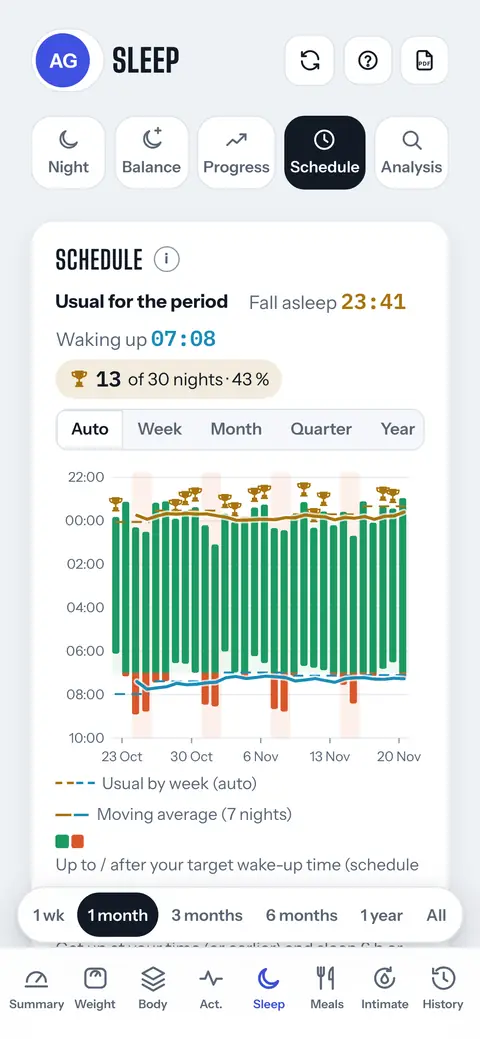 AG SLEEP PDF
Night Balance Progress Schedule Analysis
SCHEDULE i
Usual for the period Fall asleep 23:41
Waking up 07:08
13 of 30 nights · 43 %
Auto Week Month Quarter Year
22:00
00:00
02:00
04:00
06:00
08:00
10:00
23 Oct 30 Oct 6 Nov 13 Nov 20 Nov
Usual by week (auto)
Moving average (7 nights)
Up to / after your target wake-up time (schedule
1 wk 1 month 3 months 6 months 1 year All
Summary Weight Body Act. Sleep Meals Intimate History